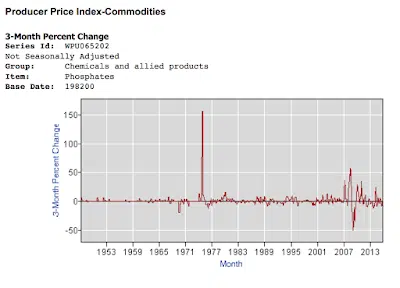 Producer Price Index-Commodities
3-Month Percent Change
Series Id: WPU065202
Not Seasonally Adjusted
Group: Chemicals and allied products
Item: Phosphates
Base Date: 198200
150
100
50
0
-50
3-Month Percent Change
1953 1959 1965 1971 1977 1983 1989 1995 2001 2007 2013
Month